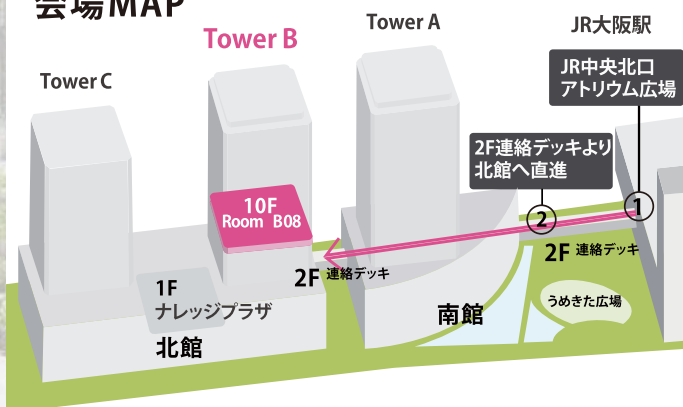 会場MAP
Tower A
JR大阪駅
Tower B
Tower C
JR中央北口
アトリウム広場
2F連絡デッキより
北館へ直進
10F
Room B08
1
2
2F 連絡デッキ
2F 連絡デッキ
1F
ナレッジプラザ
うめきた広場
南館
北館